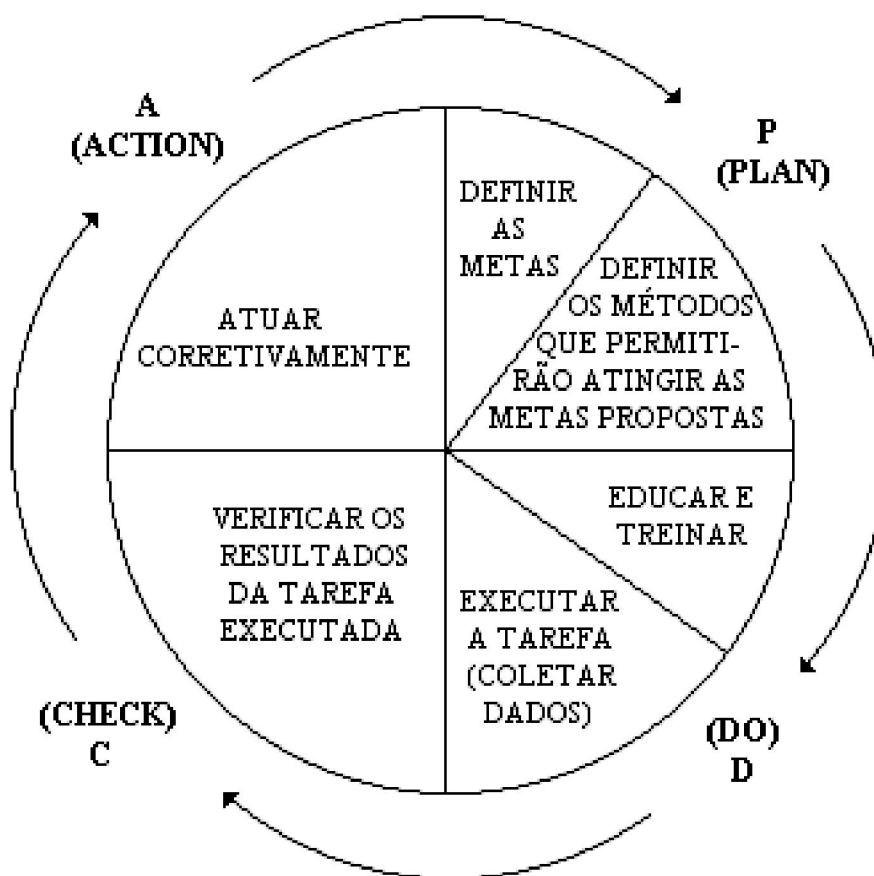 A
(ACTION)
P
(PLAN)
DEFINIR
AS
METAS
DEFINIR
OS MÉTODOS
QUE PERMITI-
RÃO ATINGIR AS
METAS PROPOSTAS
EDUCAR E
TREINAR
EXECUTAR
A TAREFA
(COLETAR
DADOS)
(DO)
D
VERIFICAR OS
RESULTADOS
DA TAREFA
EXECUTADA
(CHECK)
C
ATUAR
CORRETIVAMENTE